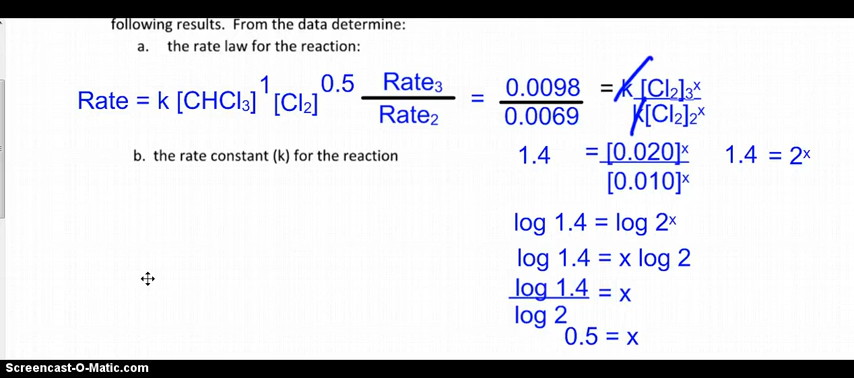 following results. From the data determine:
a. the rate law for the reaction:
Rate = k [CHCl₃]¹ [Cl₂]⁰·⁵ Rate₃ / Rate₂ = 0.0098 / 0.0069 = k [Cl₂]₃ˣ / k[Cl₂]₂ˣ
b. the rate constant (k) for the reaction
1.4 = [0.020]ˣ / [0.010]ˣ 1.4 = 2ˣ
log 1.4 = log 2ˣ
log 1.4 = x log 2
log 1.4 / log 2 = x
0.5 = x
Screencast-O-Matic.com